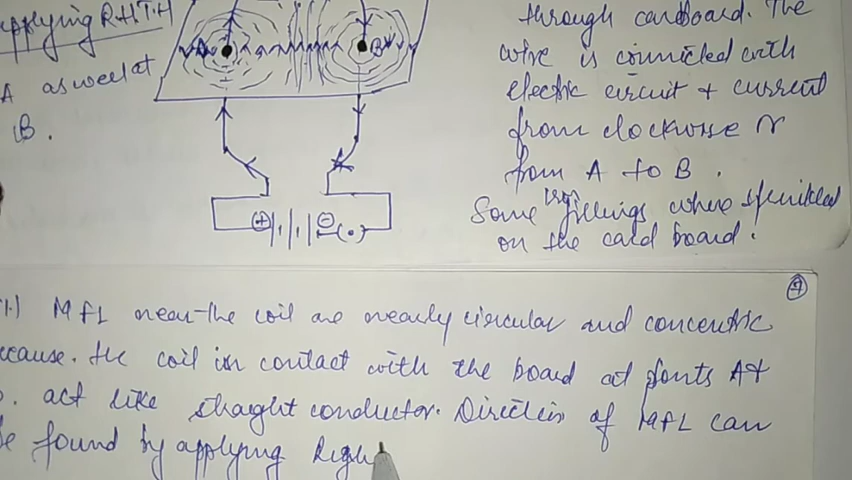 applying R.H.T.H
A as well at
B.
A
B
+
-
(.)
through cardboard. The
wire is connected with
electric circuit + current
from clockwise r
from A to B.
Some iron fillings where sprinkled
on the card board.
4
1.) MFL near the coil are nearly circular and concentric
because. the coil in contact with the board at points A +
B. act like straight conductor. Direction of MFL can
be found by applying Righ